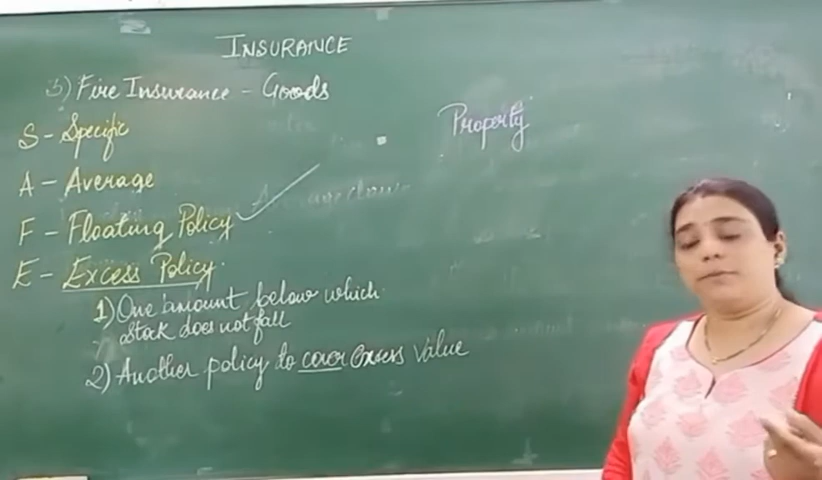 INSURANCE
3) Fire Insurance - Goods
Property
S - Specific
A - Average
F - Floating Policy
E - Excess Policy
1) One amount below which
stock does not fall
2) Another policy to cover excess value